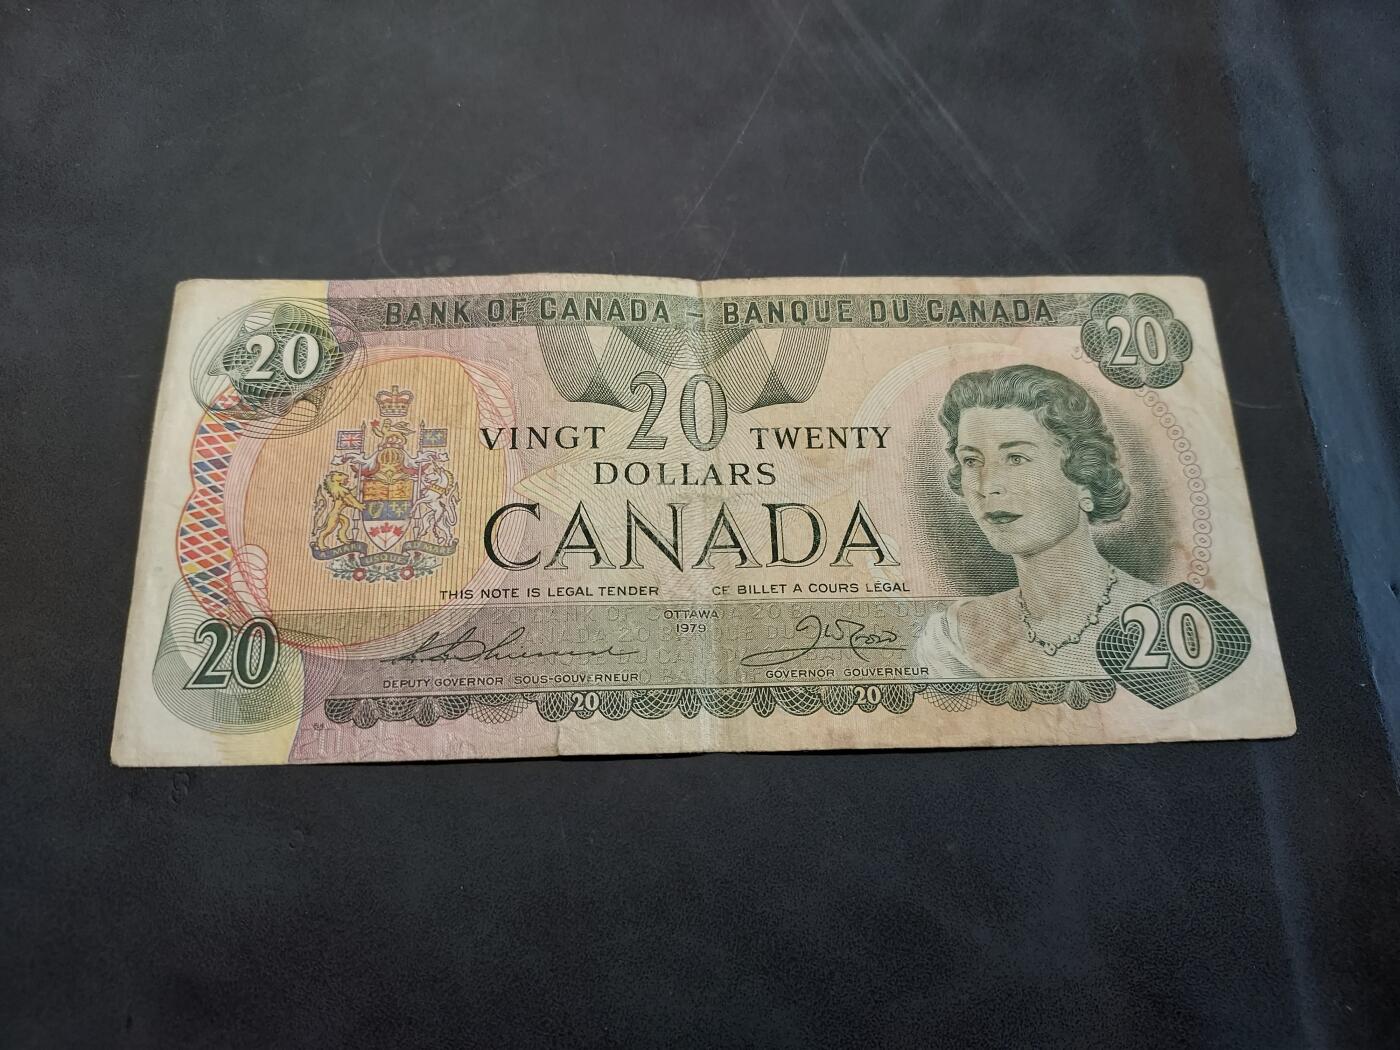 BANK OF CANADA – BANQUE DU CANADA
20
20
20
VINGT TWENTY
DOLLARS
CANADA
THIS NOTE IS LEGAL TENDER CE BILLET A COURS LÉGAL
OTTAWA
1979
20
20
DEPUTY GOVERNOR SOUS-GOUVERNEUR
GOVERNOR GOUVERNEUR
20
20